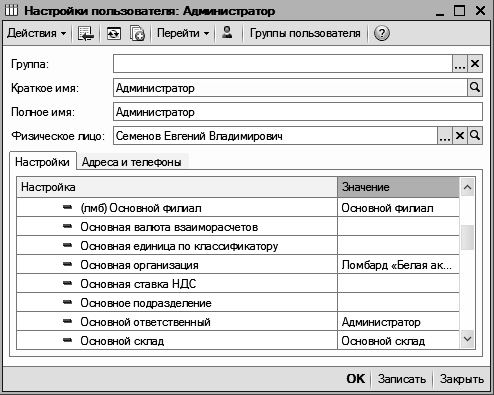 Настройки пользователя: Администратор
Действия Перейти Группы пользователя ?
Группа: ...
Краткое имя: Администратор
Полное имя: Администратор
Физическое лицо: Семенов Евгений Владимирович ...
Настройки Адреса и телефоны
Настройка Значение
(лмб) Основной филиал Основной филиал
Основная валюта взаиморасчетов
Основная единица по классификатору
Основная организация Ломбард «Белая ак...
Основная ставка НДС
Основное подразделение
Основной ответственный Администратор
Основной склад Основной склад
OK Записать Закрыть